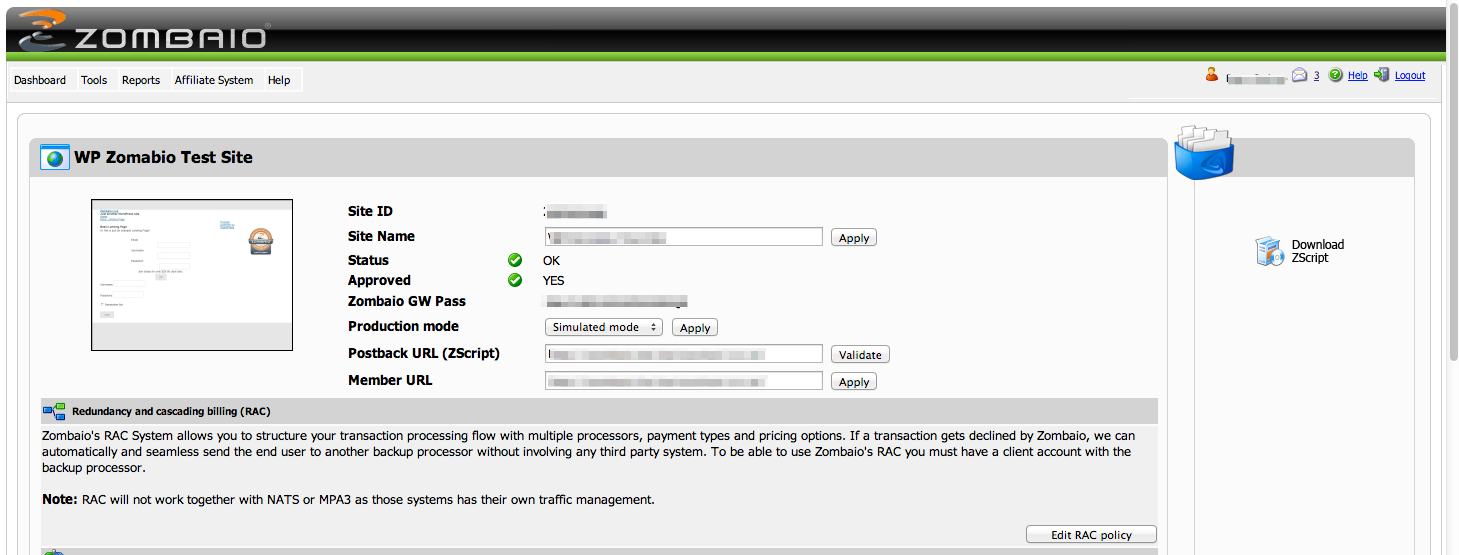 ZOMBAIO
Dashboard Tools Reports Affiliate System Help
3 Help Logout
WP Zomabio Test Site
Site ID
Site Name Apply
Status OK
Approved YES
Zombaio GW Pass
Production mode Simulated mode Apply
Postback URL (ZScript) Validate
Member URL Apply
Download
ZScript
Redundancy and cascading billing (RAC)
Zombaio's RAC System allows you to structure your transaction processing flow with multiple processors, payment types and pricing options. If a transaction gets declined by Zombaio, we can
automatically and seamless send the end user to another backup processor without involving any third party system. To be able to use Zombaio's RAC you must have a client account with the
backup processor.
Note: RAC will not work together with NATS or MPA3 as those systems has their own traffic management.
Edit RAC policy